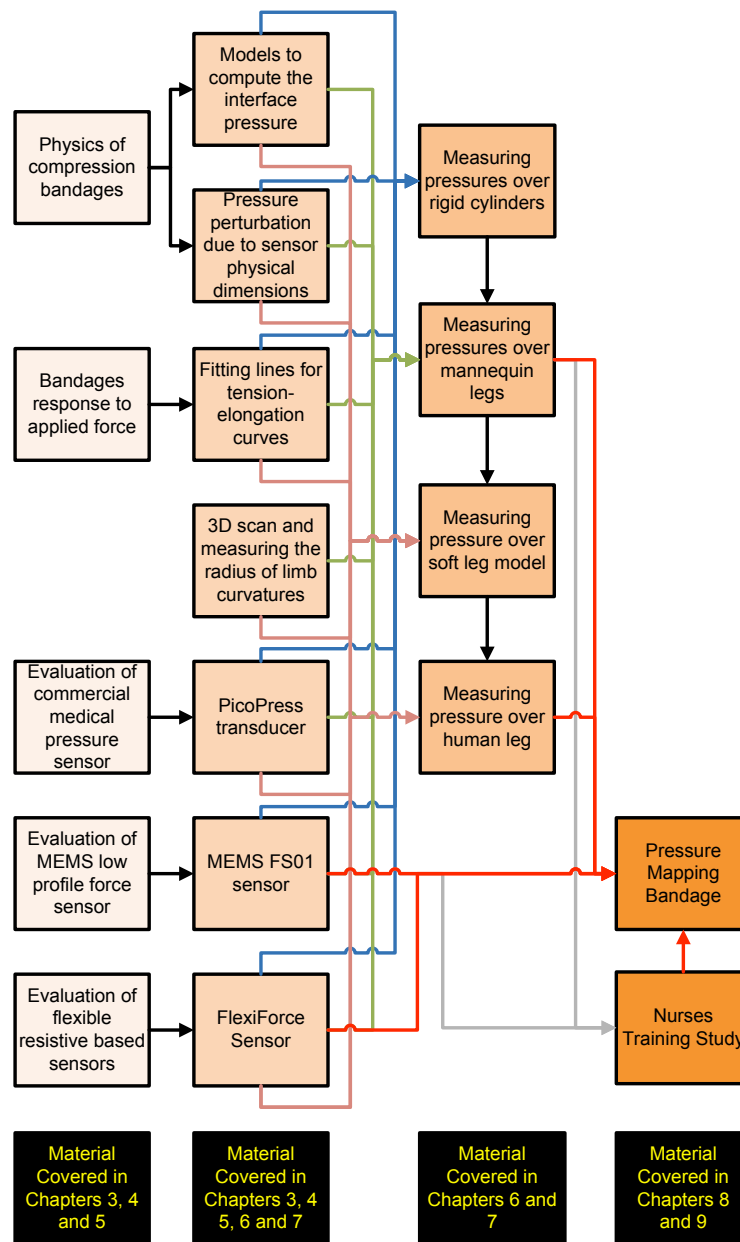 Physics of
compression
bandages
Bandages
response to
applied force
Evaluation of
commercial
medical
pressure
sensor
Evaluation of
MEMS low
profile force
sensor
Evaluation of
flexible
resistive based
sensors
Material
Covered in
Chapters 3, 4
and 5
Models to
compute the
interface
pressure
Pressure
perturbation
due to sensor
physical
dimensions
Fitting lines for
tension-
elongation
curves
3D scan and
measuring the
radius of limb
curvatures
PicoPress
transducer
MEMS FS01
sensor
FlexiForce
Sensor
Material
Covered in
Chapters 3, 4
5, 6 and 7
Measuring
pressures over
rigid cylinders
Measuring
pressures over
mannequin
legs
Measuring
pressure over
soft leg model
Measuring
pressure over
human leg
Material
Covered in
Chapters 6 and
7
Pressure
Mapping
Bandage
Nurses
Training Study
Material
Covered in
Chapters 8
and 9